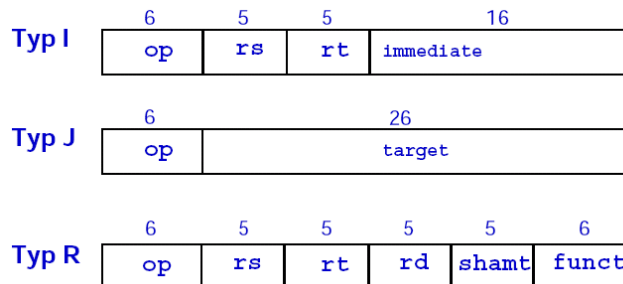 6 5 5 16
Typ I op rs rt immediate
6 26
Typ J op target
6 5 5 5 5 6
Typ R op rs rt rd shamt funct